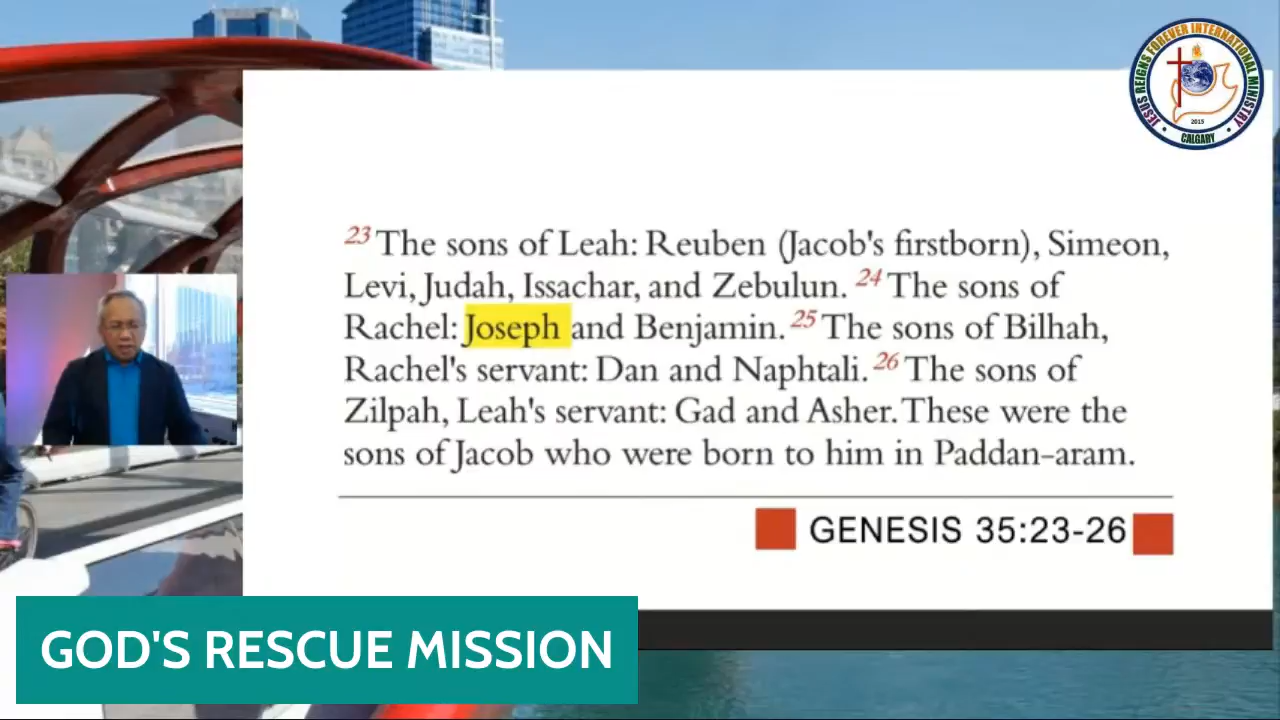 JESUS REIGNS FOREVER INTERNATIONAL MINISTRY
2015
• CALGARY •
23 The sons of Leah: Reuben (Jacob's firstborn), Simeon,
Levi, Judah, Issachar, and Zebulun. 24 The sons of
Rachel: Joseph and Benjamin. 25 The sons of Bilhah,
Rachel's servant: Dan and Naphtali. 26 The sons of
Zilpah, Leah's servant: Gad and Asher. These were the
sons of Jacob who were born to him in Paddan-aram.
GENESIS 35:23-26
GOD'S RESCUE MISSION